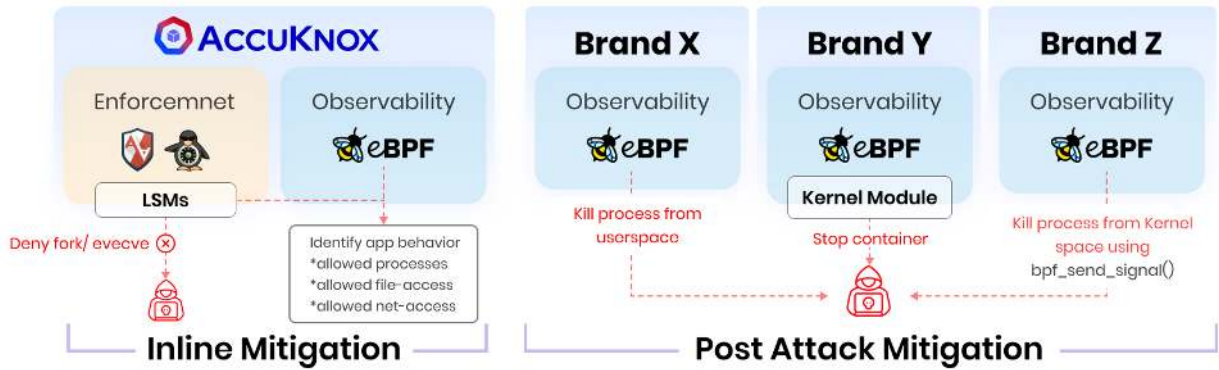 ACCUKNOX
Enforcemnet
Observability
eBPF
LSMs
Deny fork/ evecve
Identify app behavior
*allowed processes
*allowed file-access
*allowed net-access
Inline Mitigation
Brand X
Observability
eBPF
Kill process from
userspace
Brand Y
Observability
eBPF
Kernel Module
Stop container
Brand Z
Observability
eBPF
Kill process from Kernel
space using
bpf_send_signal()
Post Attack Mitigation